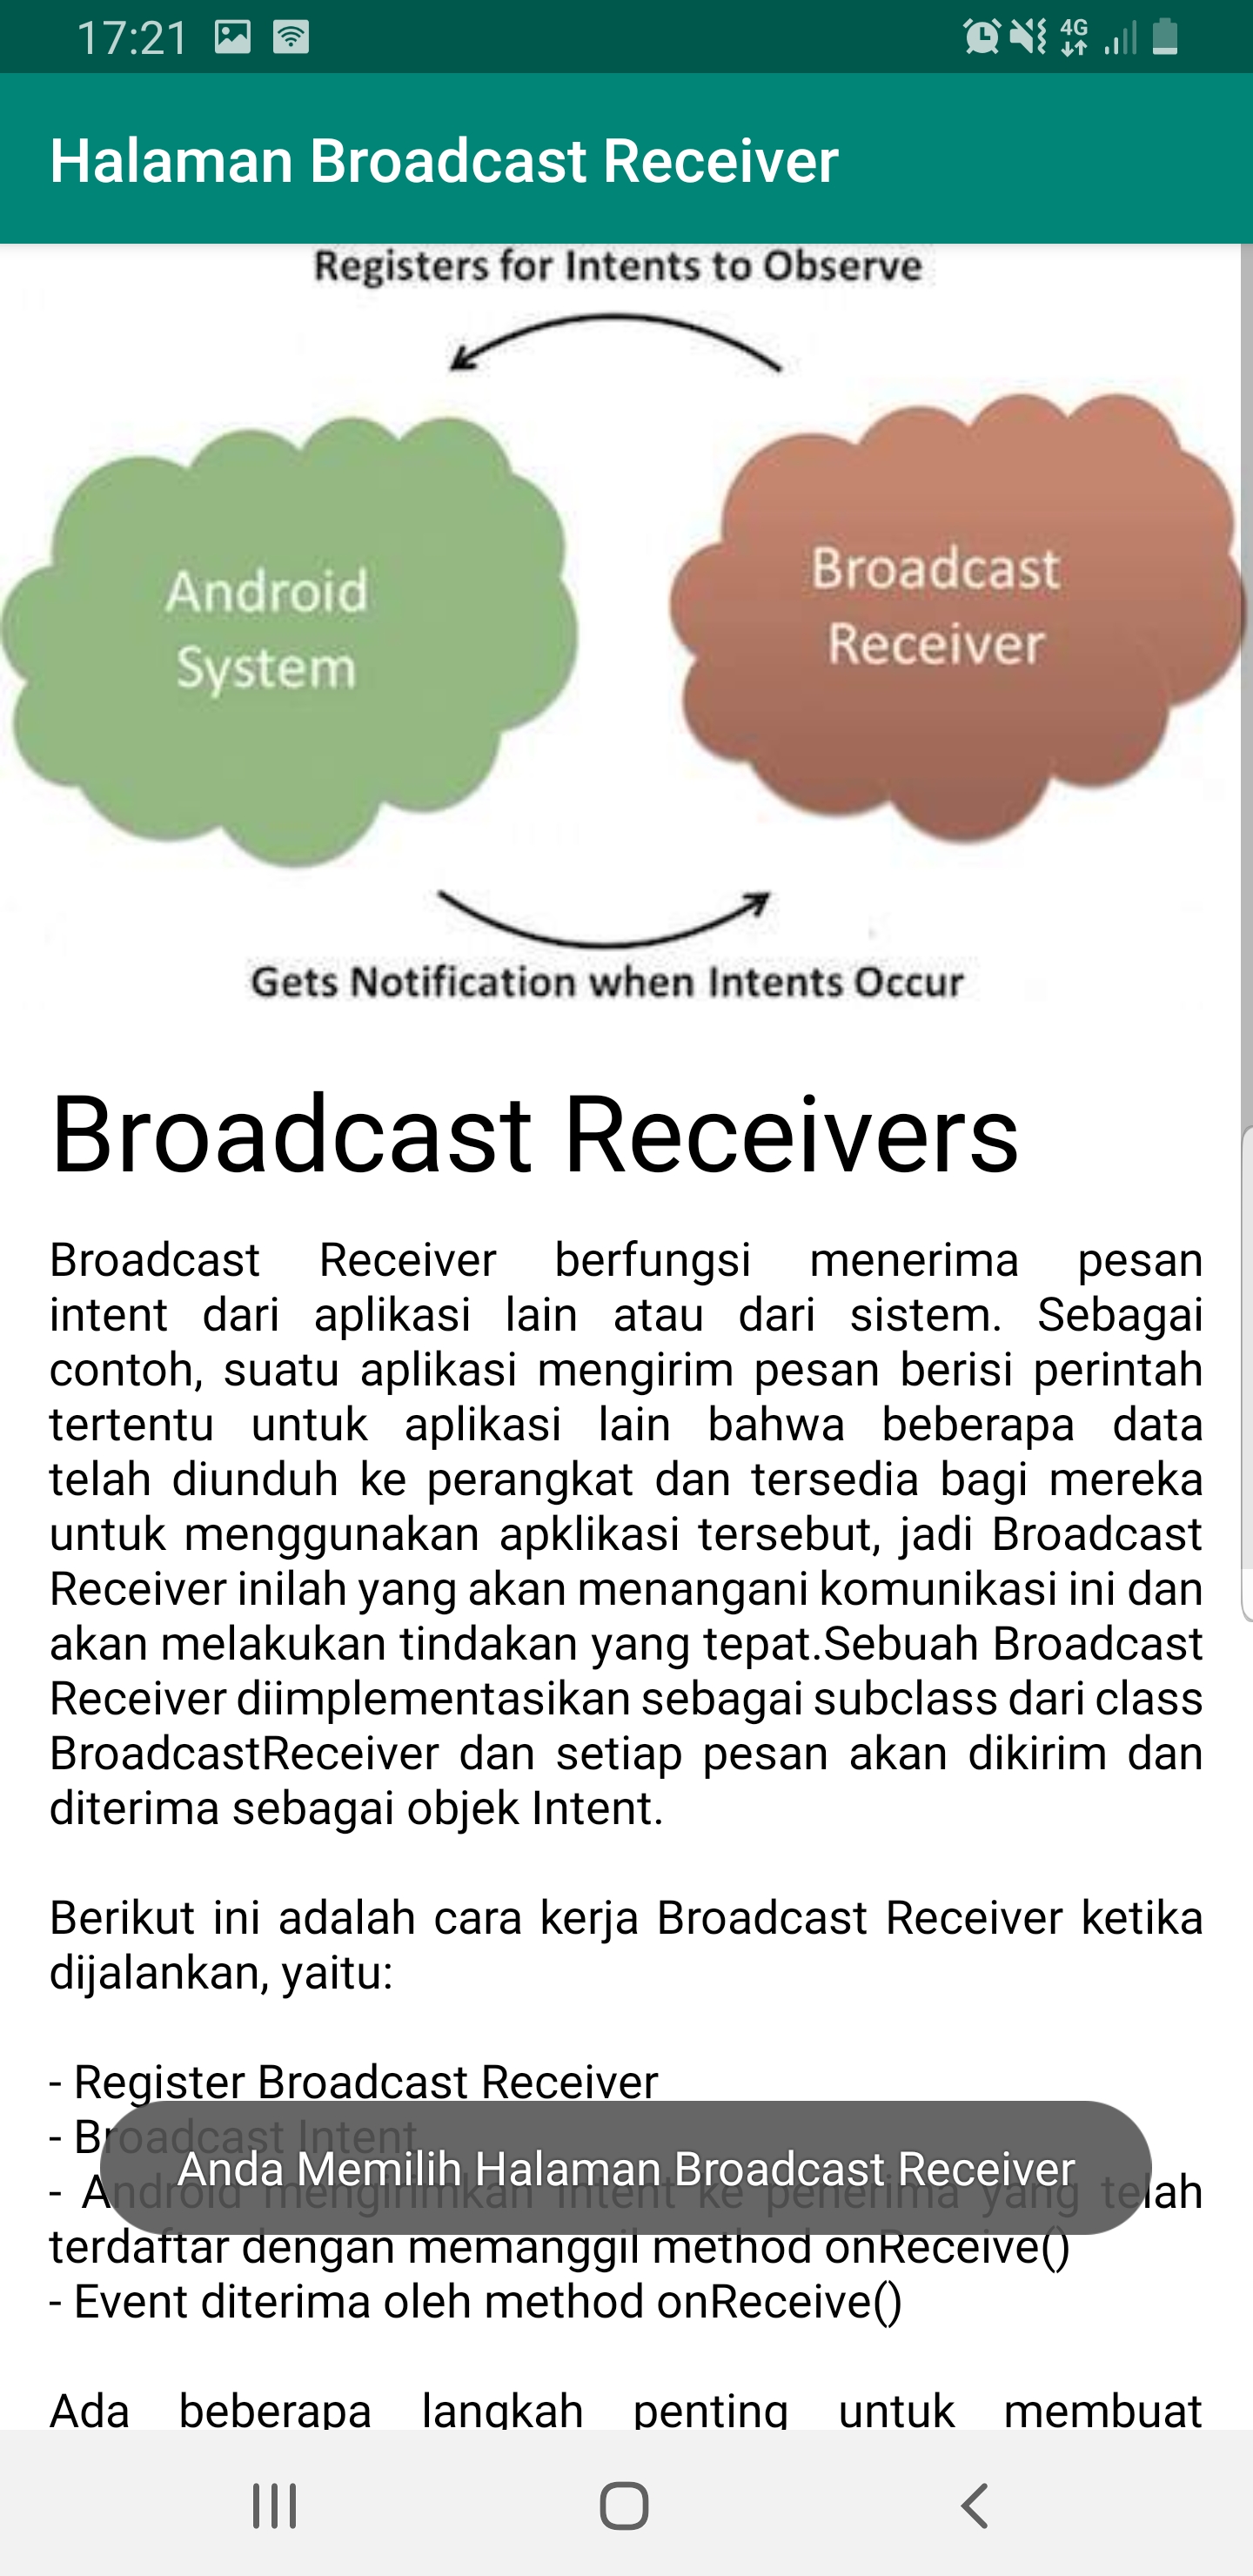 17:21
4G
Halaman Broadcast Receiver
Registers for Intents to Observe
Android
System
Broadcast
Receiver
Gets Notification when Intents Occur
Broadcast Receivers
Broadcast Receiver berfungsi menerima pesan
intent dari aplikasi lain atau dari sistem. Sebagai
contoh, suatu aplikasi mengirim pesan berisi perintah
tertentu untuk aplikasi lain bahwa beberapa data
telah diunduh ke perangkat dan tersedia bagi mereka
untuk menggunakan apklikasi tersebut, jadi Broadcast
Receiver inilah yang akan menangani komunikasi ini dan
akan melakukan tindakan yang tepat.Sebuah Broadcast
Receiver diimplementasikan sebagai subclass dari class
BroadcastReceiver dan setiap pesan akan dikirim dan
diterima sebagai objek Intent.
Berikut ini adalah cara kerja Broadcast Receiver ketika
dijalankan, yaitu:
- Register Broadcast Receiver
- Broadcast Intent
Anda Memilih Halaman Broadcast Receiver
- Android mengirimkan intent ke penerima yang telah
terdaftar dengan memanggil method onReceive()
- Event diterima oleh method onReceive()
Ada beberapa langkah penting untuk membuat